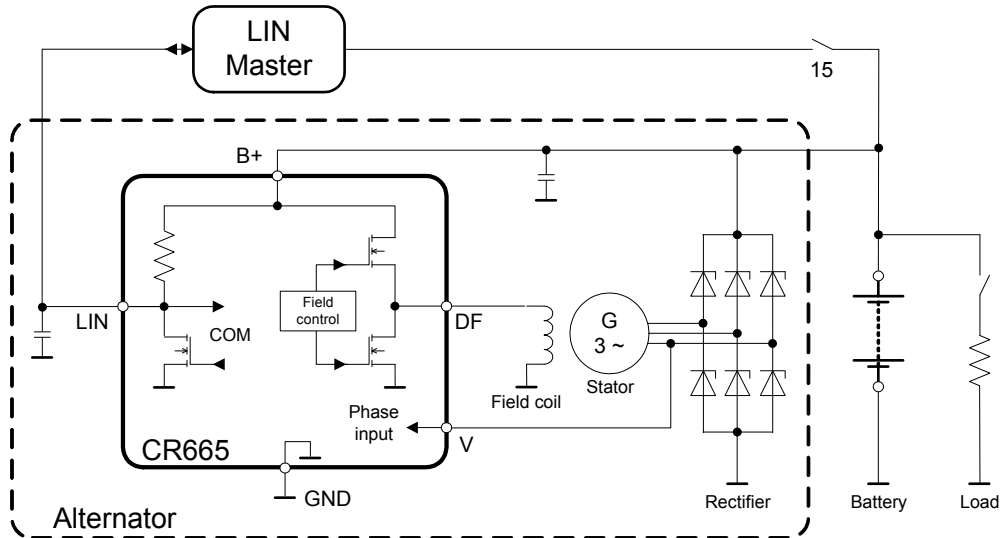 LIN
Master
15
B+
LIN
COM
Field
control
DF
G
3 ~
Stator
Field coil
Phase
input
V
CR665
GND
Rectifier
Battery
Load
Alternator